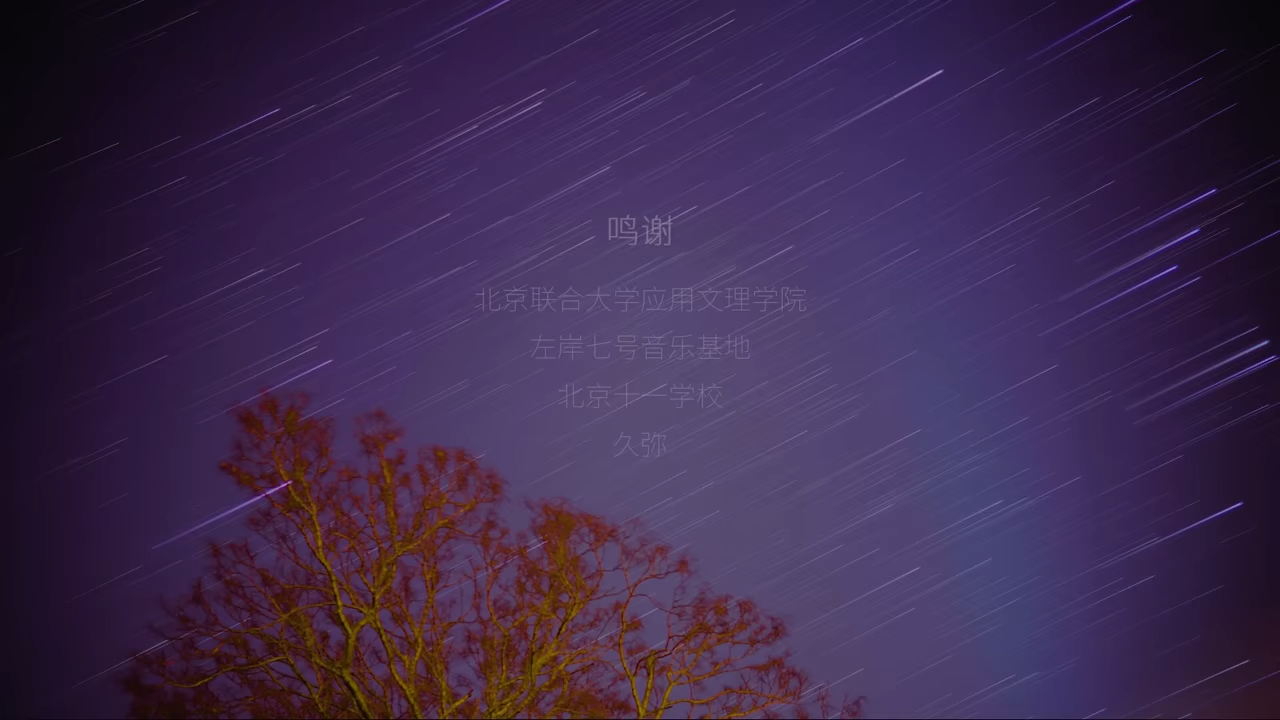 鸣谢
北京联合大学应用文理学院
左岸七号音乐基地
北京十一学校
久弥